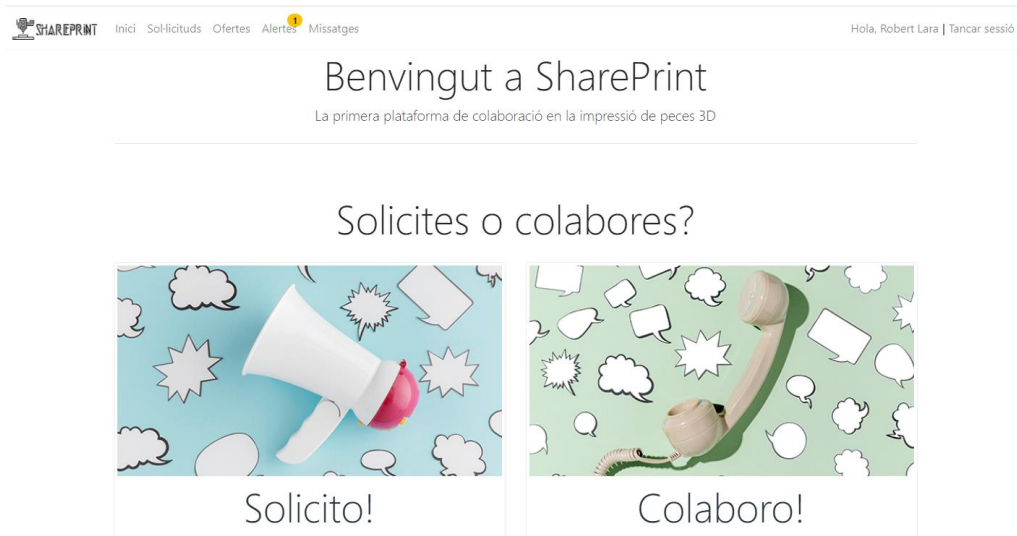 SHAREPRINT Inici Sol·licituds Ofertes Alertes 1 Missatges Hola, Robert Lara | Tancar sessió
Benvingut a SharePrint
La primera plataforma de colaboració en la impressió de peces 3D
Solicites o colabores?
Solicito! Colaboro!